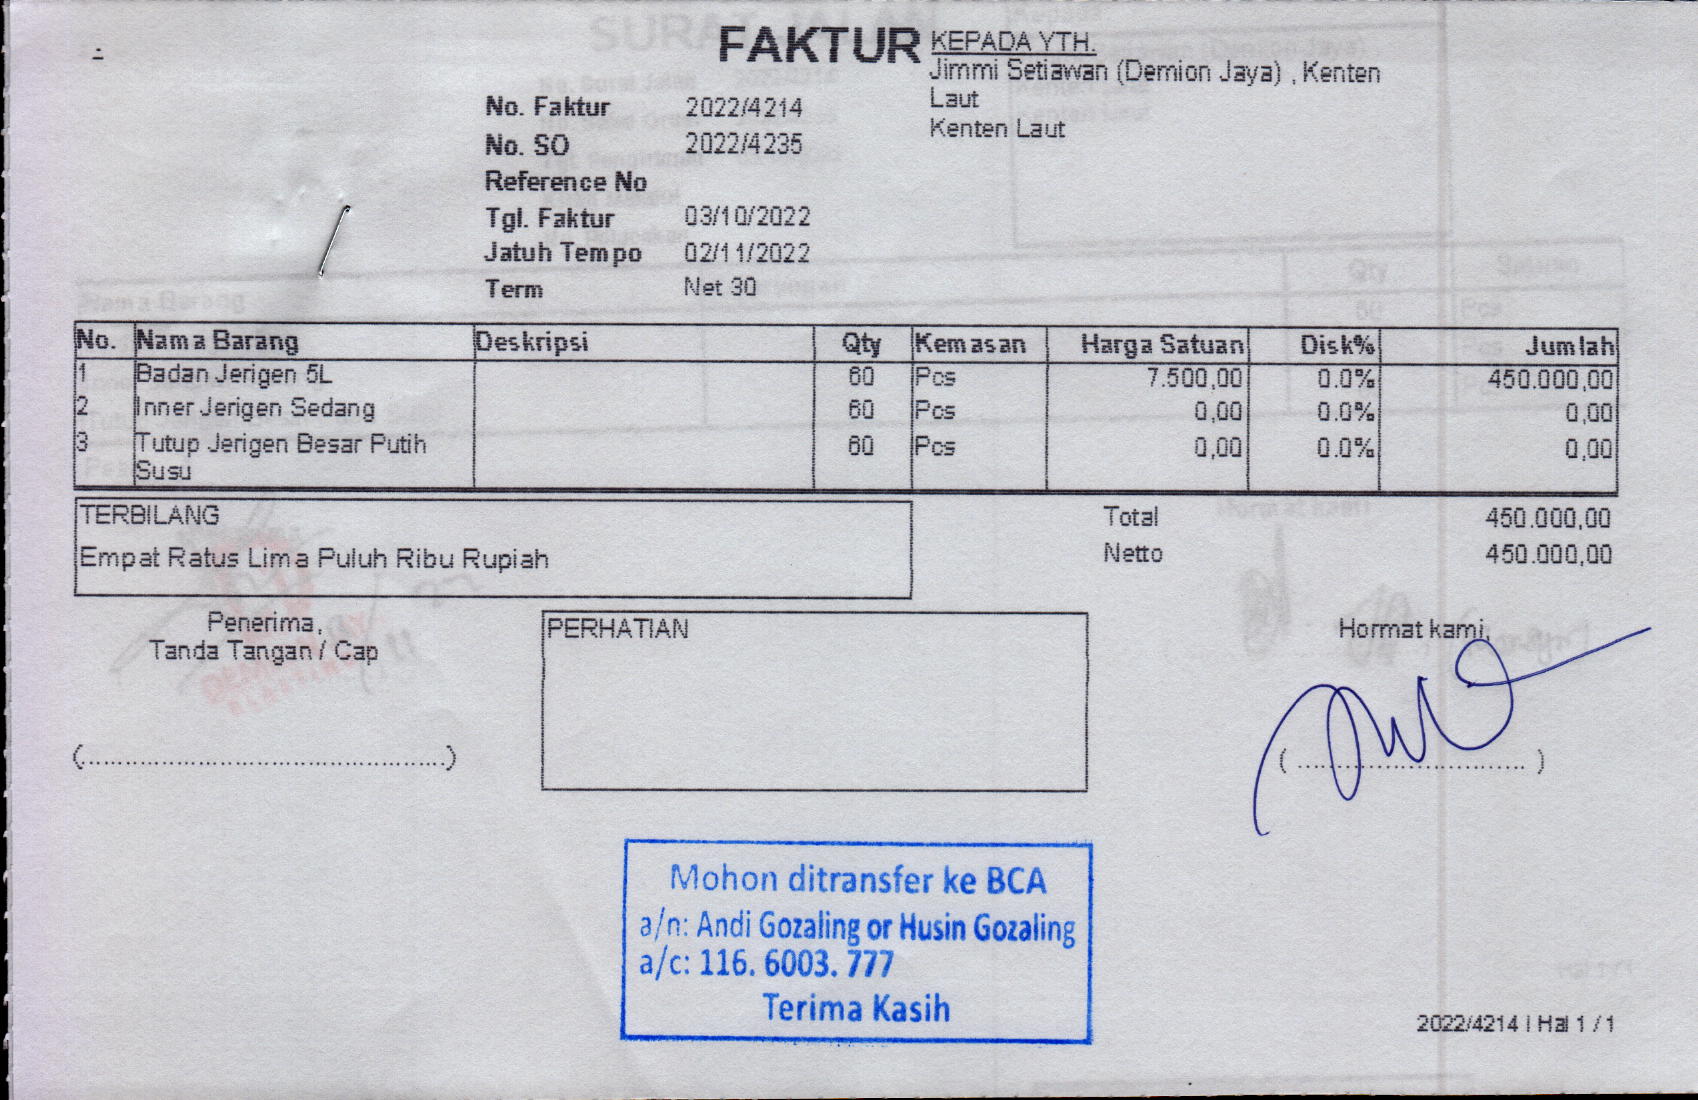 FAKTUR
KEPADA YTH.
Jimmi Setiawan (Demion Jaya) , Kenten
Laut
Kenten Laut
No. Faktur 2022/4214
No. SO 2022/4235
Reference No
Tgl. Faktur 03/10/2022
Jatuh Tempo 02/11/2022
Term Net 30
No. Nama Barang Deskripsi Qty Kemasan Harga Satuan Disk% Jumlah
1 Badan Jerigen 5L 60 Pcs 7.500,00 0.0% 450.000,00
2 Inner Jerigen Sedang 60 Pcs 0,00 0.0% 0,00
3 Tutup Jerigen Besar Putih 60 Pcs 0,00 0.0% 0,00
Susu
TERBILANG
Empat Ratus Lima Puluh Ribu Rupiah
Total 450.000,00
Netto 450.000,00
Penerima,
Tanda Tangan / Cap
(................................................)
PERHATIAN
Hormat kami,
( .............................. )
Mohon ditransfer ke BCA
a/n: Andi Gozaling or Husin Gozaling
a/c: 116. 6003. 777
Terima Kasih
2022/4214 | Hal 1 / 1